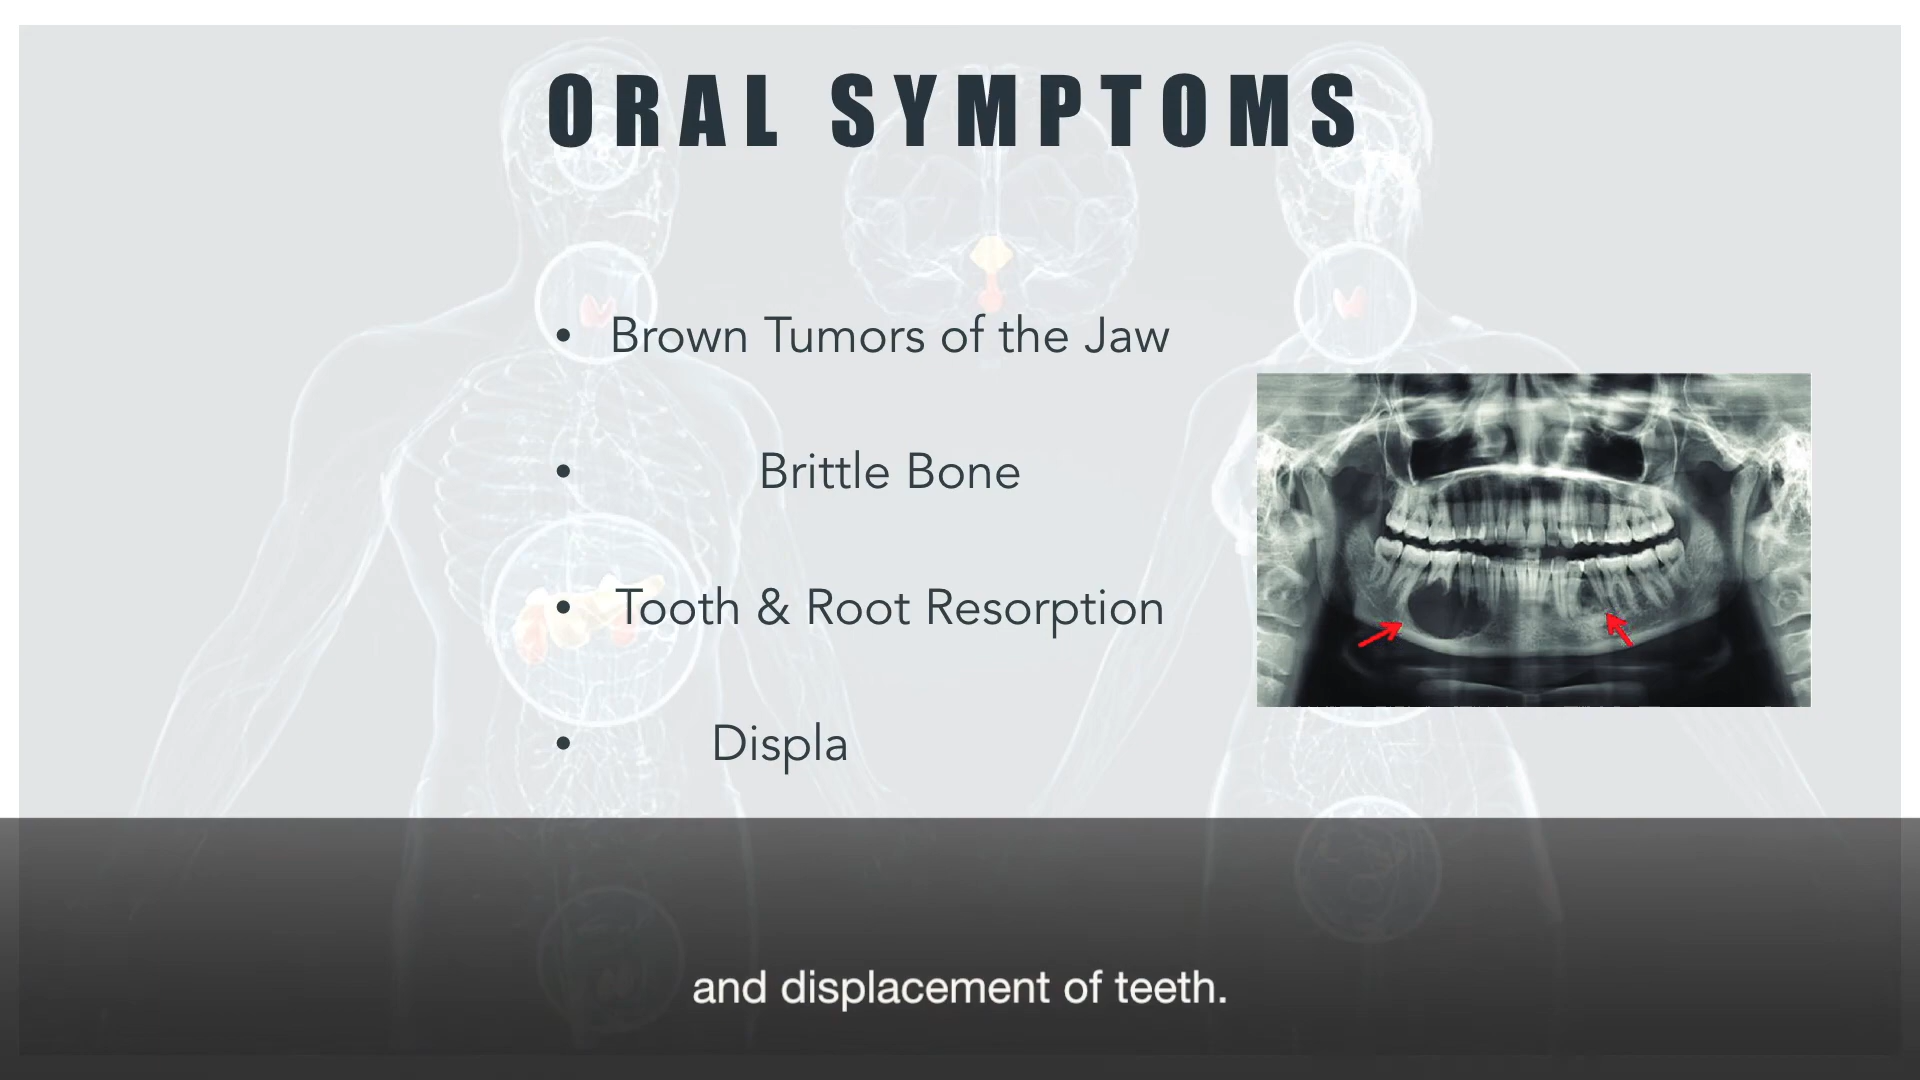 ORAL SYMPTOMS
• Brown Tumors of the Jaw
• Brittle Bone
• Tooth & Root Resorption
• Displa
and displacement of teeth.